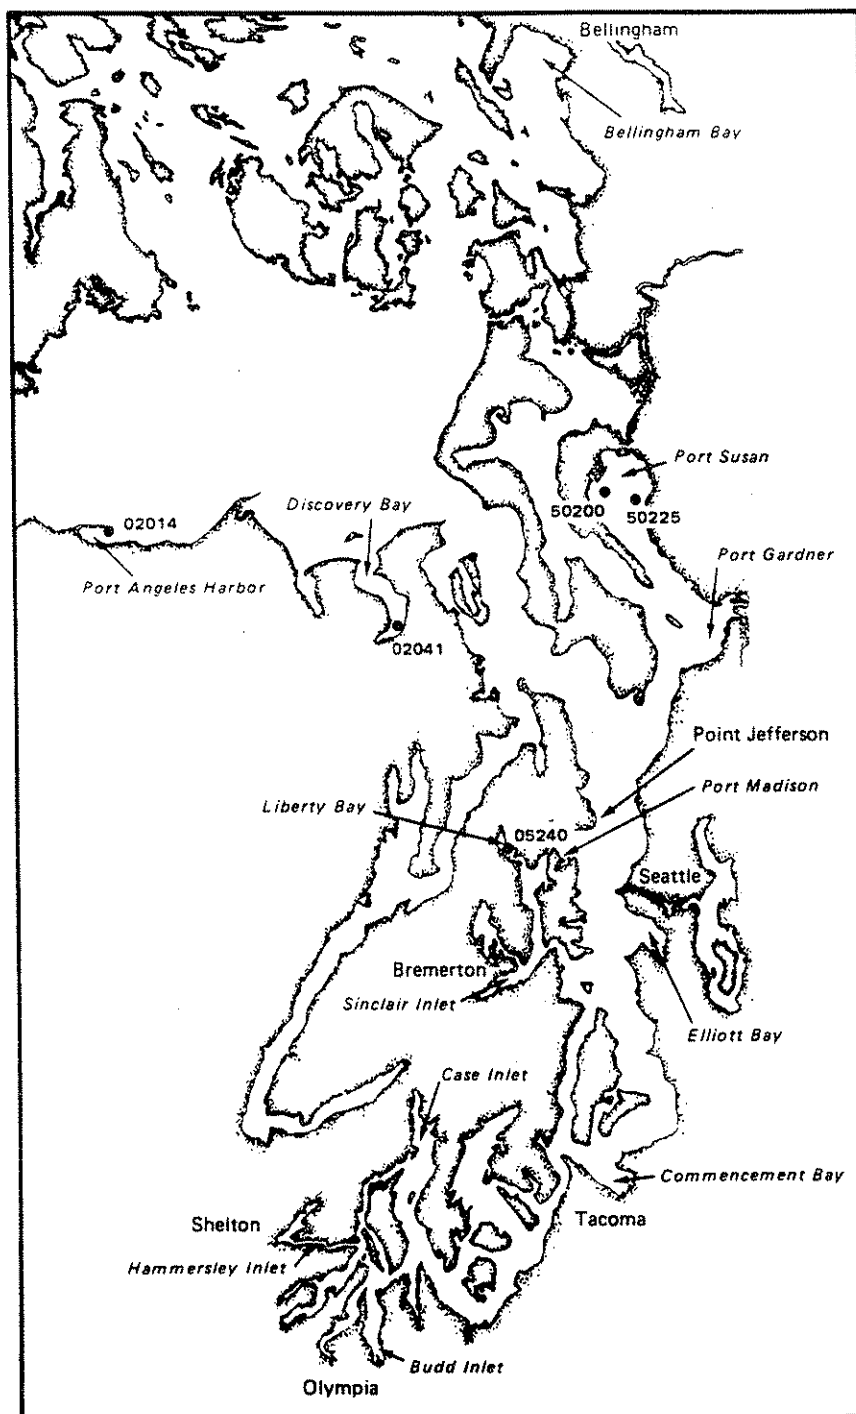 Bellingham
Bellingham Bay
Port Susan
50200
50225
02014
Discovery Bay
Port Gardner
Port Angeles Harbor
02041
Point Jefferson
Port Madison
Liberty Bay
05240
Seattle
Bremerton
Sinclair Inlet
Elliott Bay
Case Inlet
Commencement Bay
Tacoma
Shelton
Hammersley Inlet
Budd Inlet
Olympia